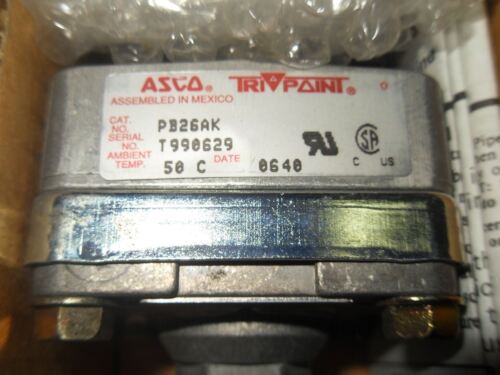 ASCO® TRIPOINT®
ASSEMBLED IN MEXICO
CAT. NO. PB26AK
SERIAL NO. T990629
AMBIENT TEMP. 50 C DATE 0640
C US